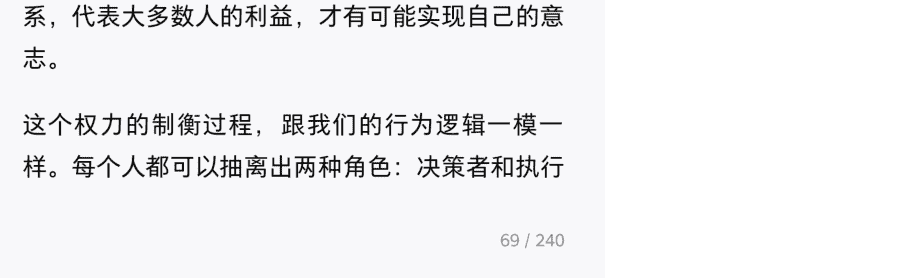 系，代表大多数人的利益，才有可能实现自己的意
志。
这个权力的制衡过程，跟我们的行为逻辑一模一
样。每个人都可以抽离出两种角色：决策者和执行
69 / 240